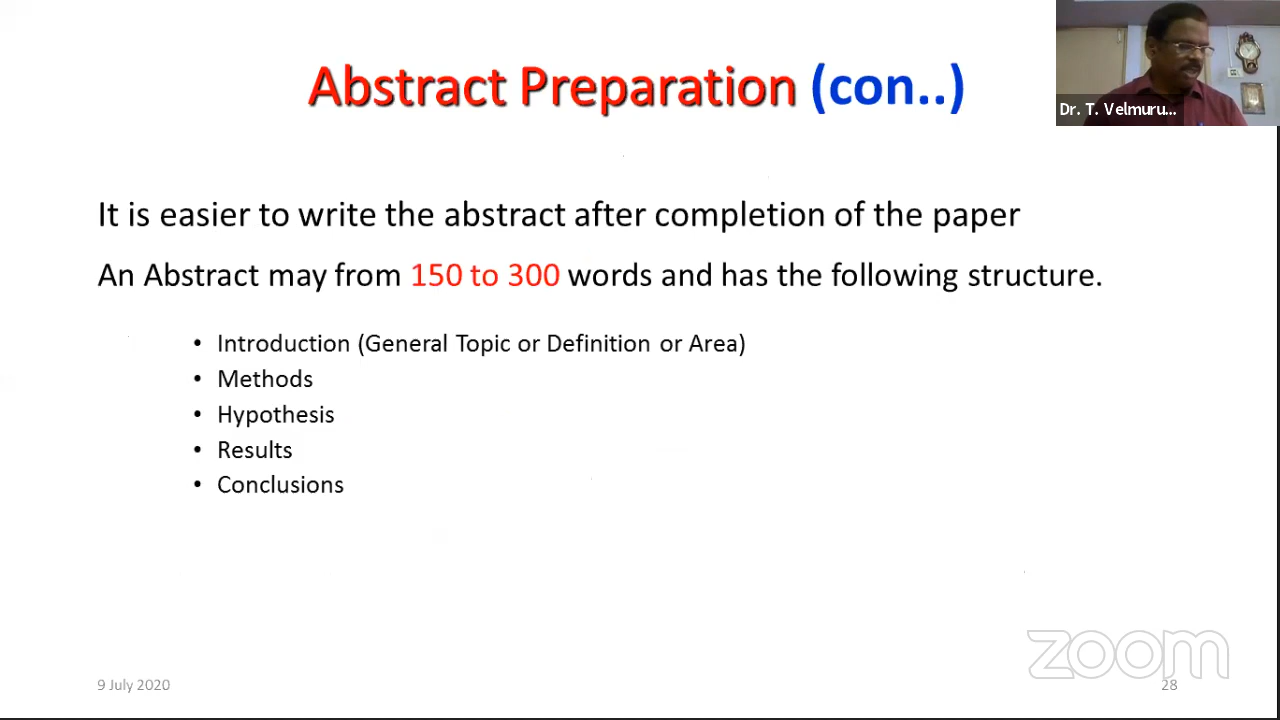 Abstract Preparation (con..)
Dr. T. Velmuru...
It is easier to write the abstract after completion of the paper
An Abstract may from 150 to 300 words and has the following structure.
• Introduction (General Topic or Definition or Area)
• Methods
• Hypothesis
• Results
• Conclusions
zoom
9 July 2020
28